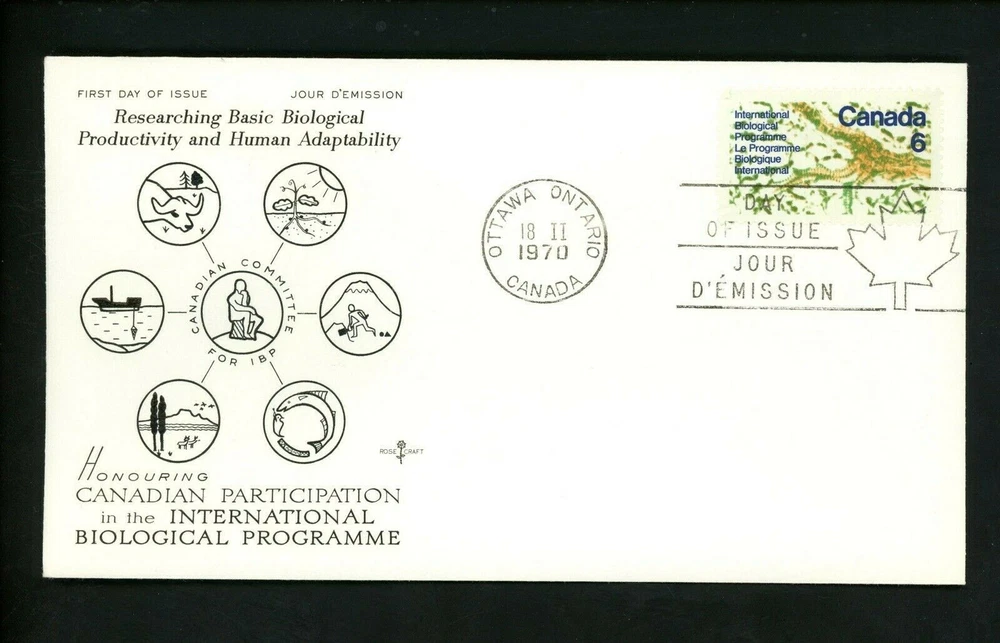 FIRST DAY OF ISSUE JOUR D'EMISSION
Researching Basic Biological
Productivity and Human Adaptability
CANADIAN COMMITTEE
FOR IBP
ROSE CRAFT
HONOURING
CANADIAN PARTICIPATION
in the INTERNATIONAL
BIOLOGICAL PROGRAMME
OTTAWA ONTARIO
18 II
1970
CANADA
International
Biological
Programme
Le Programme
Biologique
International
Canada
6
DAY
OF ISSUE
JOUR
D'ÉMISSION